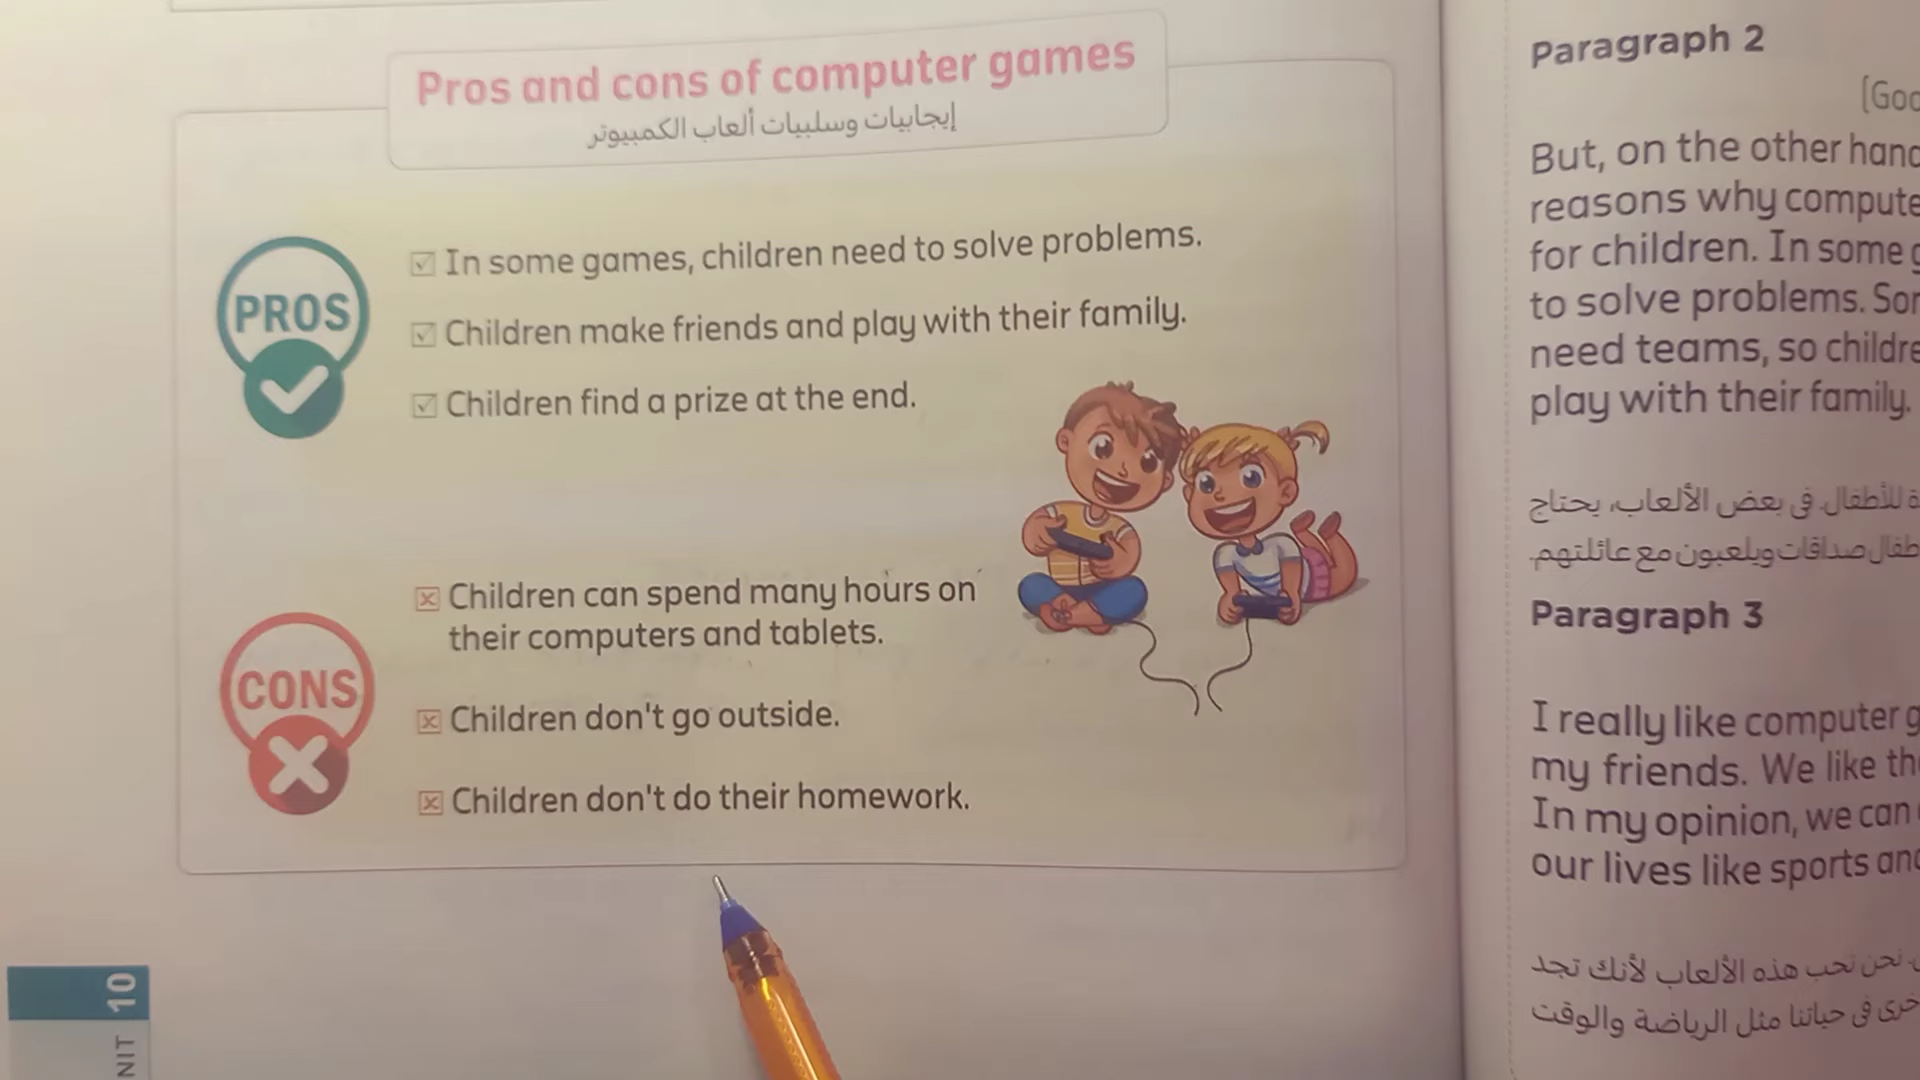 Pros and cons of computer games
إيجابيات وسلبيات ألعاب الكمبيوتر
PROS
In some games, children need to solve problems.
Children make friends and play with their family.
Children find a prize at the end.
CONS
Children can spend many hours on
their computers and tablets.
Children don't go outside.
Children don't do their homework.
10
Paragraph 2
But, on the other
reasons why
for children. In some
to solve problems.
need teams, so
play with their family.
للأطفال. في بعض الألعاب، يحتاج
صداقات ويلعبون مع عائلتهم.
Paragraph 3
I really like computer
my friends. We like
In my opinion, we can
our lives like sports
نحن نحب هذه الألعاب لأنك تجد
في حياتنا مثل الرياضة والوقت